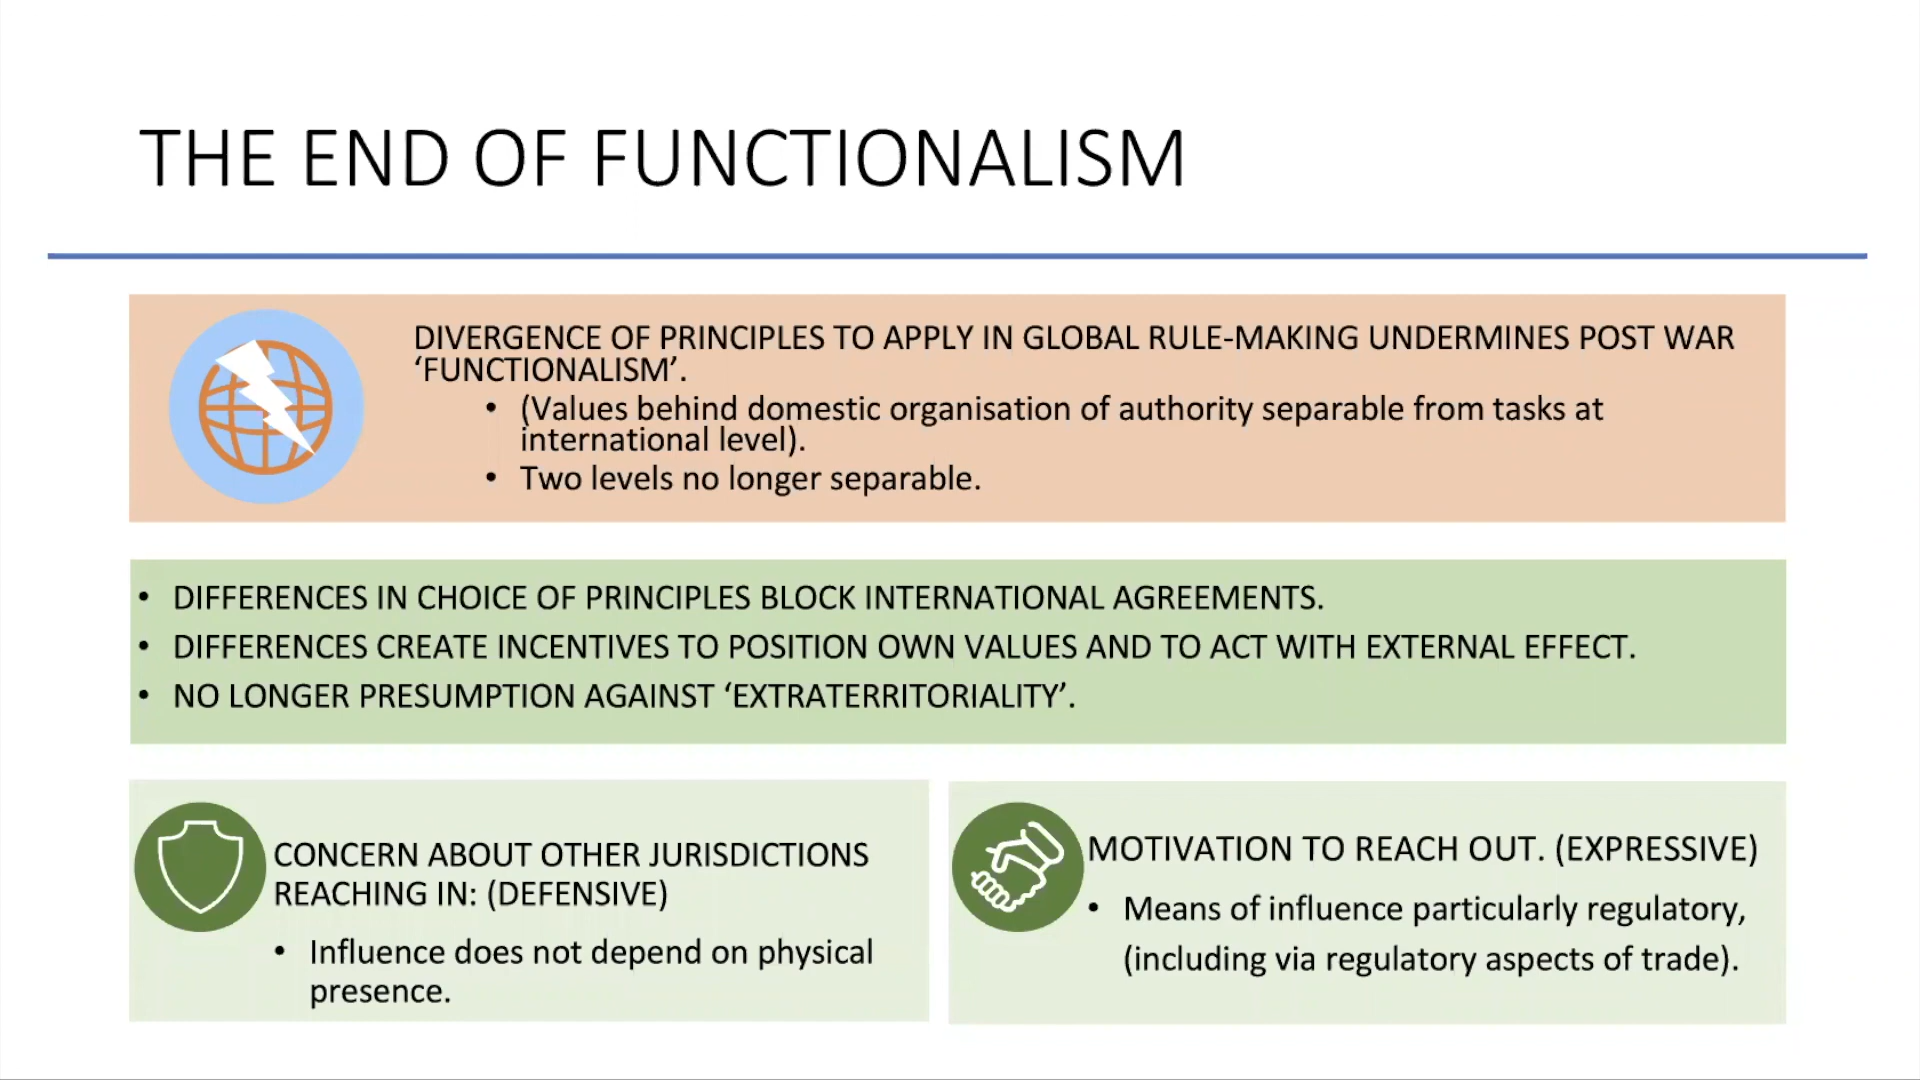 THE END OF FUNCTIONALISM
DIVERGENCE OF PRINCIPLES TO APPLY IN GLOBAL RULE-MAKING UNDERMINES POST WAR
‘FUNCTIONALISM’.
• (Values behind domestic organisation of authority separable from tasks at
international level).
• Two levels no longer separable.
• DIFFERENCES IN CHOICE OF PRINCIPLES BLOCK INTERNATIONAL AGREEMENTS.
• DIFFERENCES CREATE INCENTIVES TO POSITION OWN VALUES AND TO ACT WITH EXTERNAL EFFECT.
• NO LONGER PRESUMPTION AGAINST ‘EXTRATERRITORIALITY’.
CONCERN ABOUT OTHER JURISDICTIONS
REACHING IN: (DEFENSIVE)
• Influence does not depend on physical
presence.
MOTIVATION TO REACH OUT. (EXPRESSIVE)
• Means of influence particularly regulatory,
(including via regulatory aspects of trade).